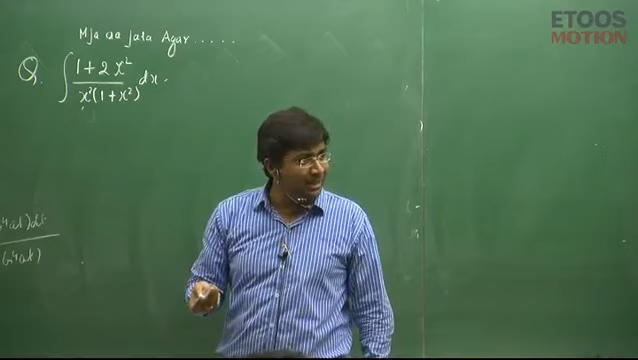 ETOOS
MOTION
Mja aa jata Agar .....
Q. ∫ (1+2x²)/(x²(1+x²)) dx.